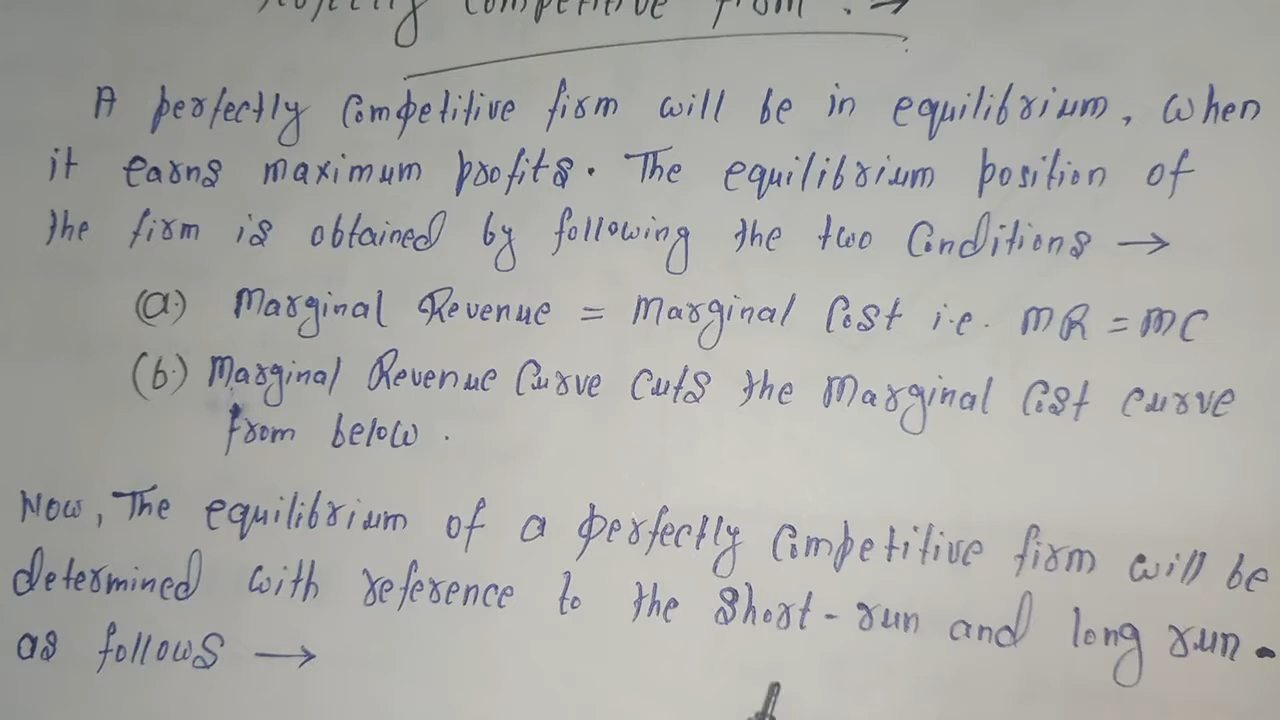 Competitive from : →
A perfectly Competitive firm will be in equilibrium, when
it earns maximum profits. The equilibrium position of
the firm is obtained by following the two Conditions →
(a.) Marginal Revenue = Marginal Cost i.e. MR = MC
(b.) Marginal Revenue Curve cuts the Marginal Cost curve
from below.
Now, The equilibrium of a perfectly Competitive firm will be
determined with reference to the short-run and long run.
as follows →